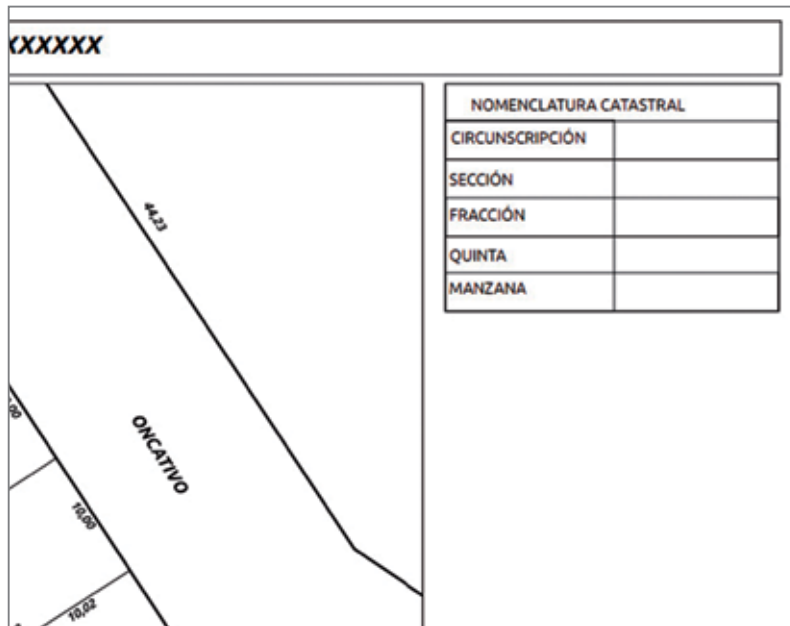 XXXXXX
NOMENCLATURA CATASTRAL
CIRCUNSCRIPCIÓN
SECCIÓN
FRACCIÓN
QUINTA
MANZANA
44,23
ONCATIVO
10,00
10,02